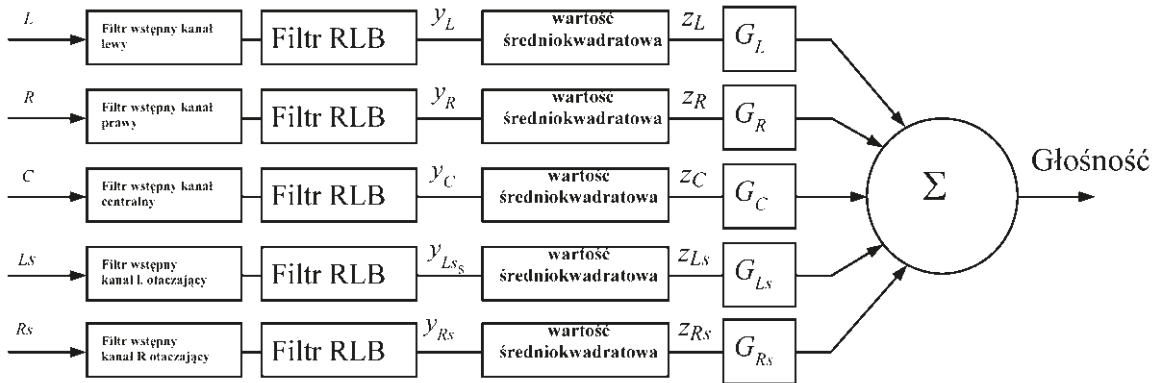 L
Filtr wstępny kanał
lewy
Filtr RLB
y_L
wartość
średniokwadratowa
z_L
G_L
R
Filtr wstępny kanał
prawy
Filtr RLB
y_R
wartość
średniokwadratowa
z_R
G_R
C
Filtr wstępny kanał
centralny
Filtr RLB
y_C
wartość
średniokwadratowa
z_C
G_C
Σ
Głośność
Ls
Filtr wstępny
kanał L otaczający
Filtr RLB
y_Ls_S
wartość
średniokwadratowa
z_Ls
G_Ls
Rs
Filtr wstępny
kanał R otaczający
Filtr RLB
y_Rs
wartość
średniokwadratowa
z_Rs
G_Rs